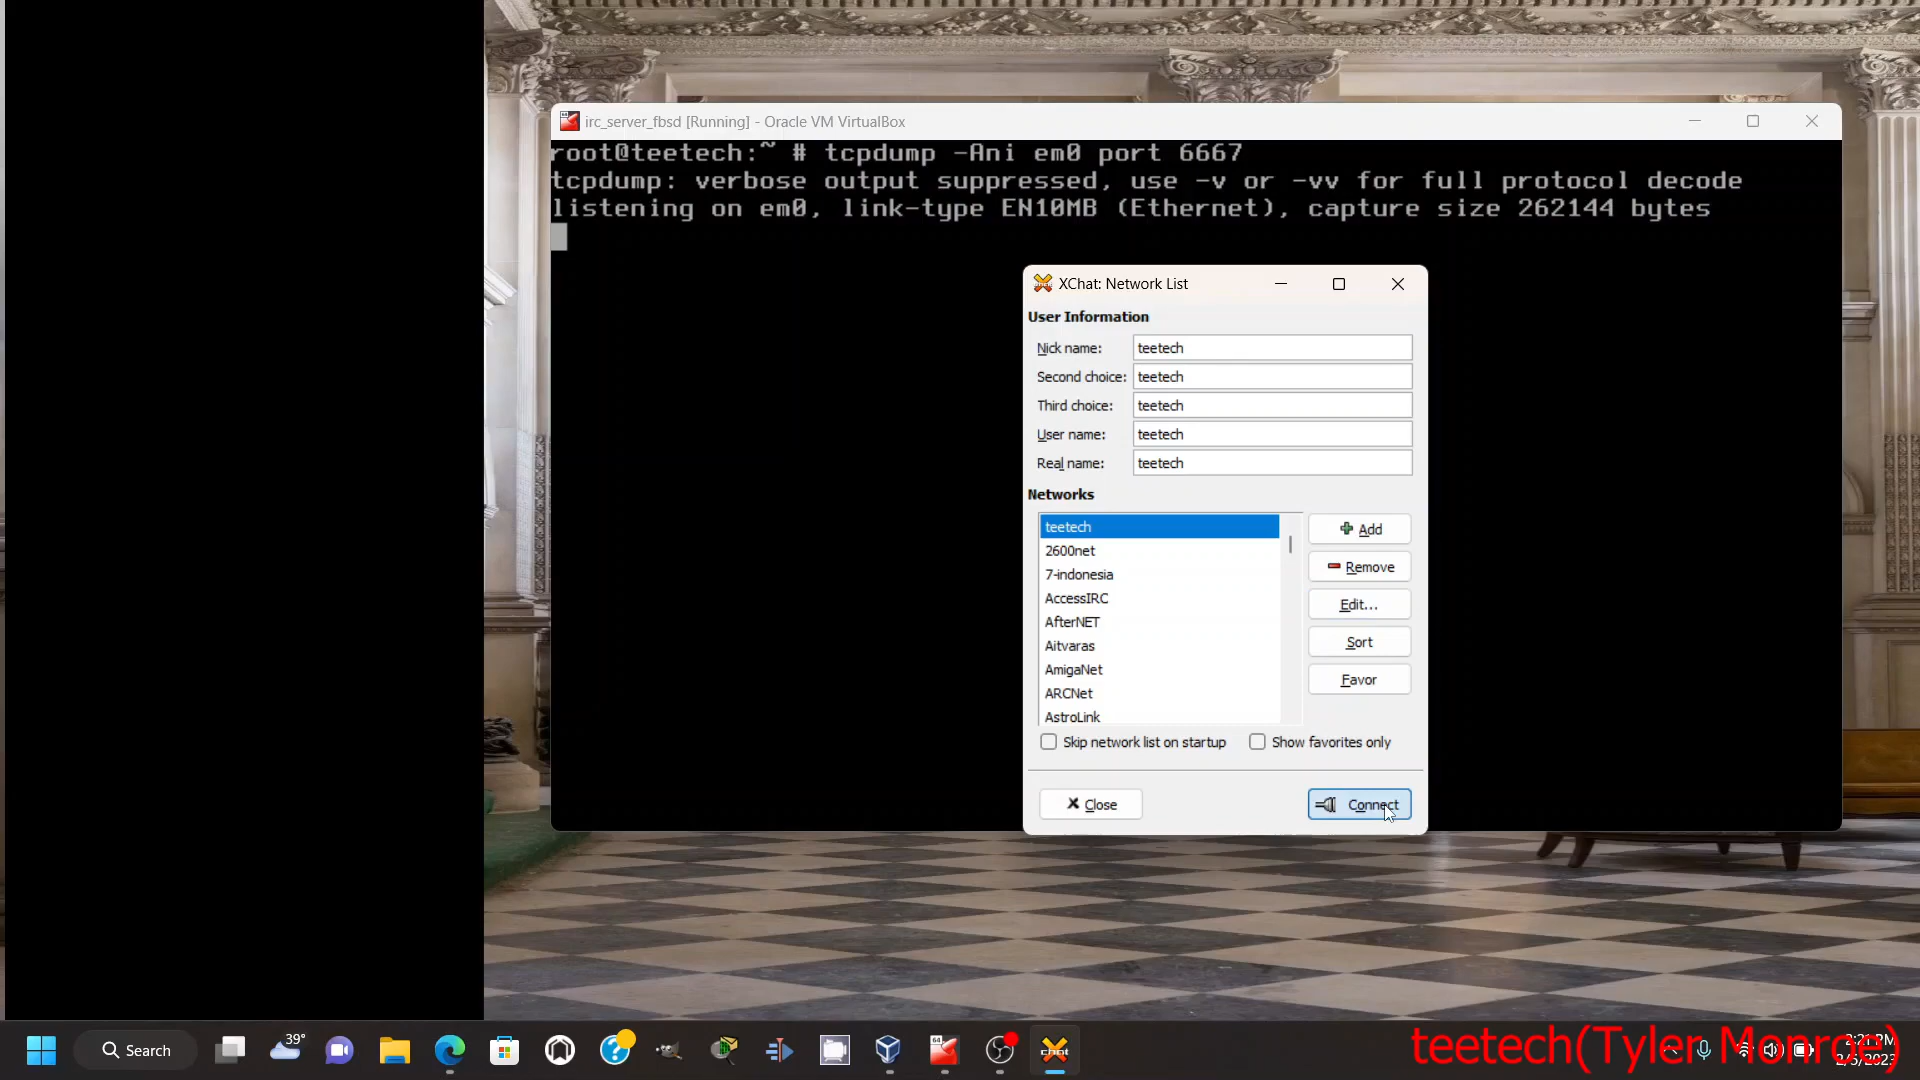 irc_server_fbsd [Running] - Oracle VM VirtualBox
root@teetech:~ # tcpdump -Ani em0 port 6667
tcpdump: verbose output suppressed, use -v or -vv for full protocol decode
listening on em0, link-type EN10MB (Ethernet), capture size 262144 bytes
XChat: Network List
User Information
Nick name: teetech
Second choice: teetech
Third choice: teetech
User name: teetech
Real name: teetech
Networks
teetech
2600net
7-indonesia
AccessIRC
AfterNET
Aitvaras
AmigaNet
ARCNet
AstroLink
Add
Remove
Edit...
Sort
Favor
Skip network list on startup
Show favorites only
Close
Connect
Search
39°
64
chat
teetech(Tyler Monroe)